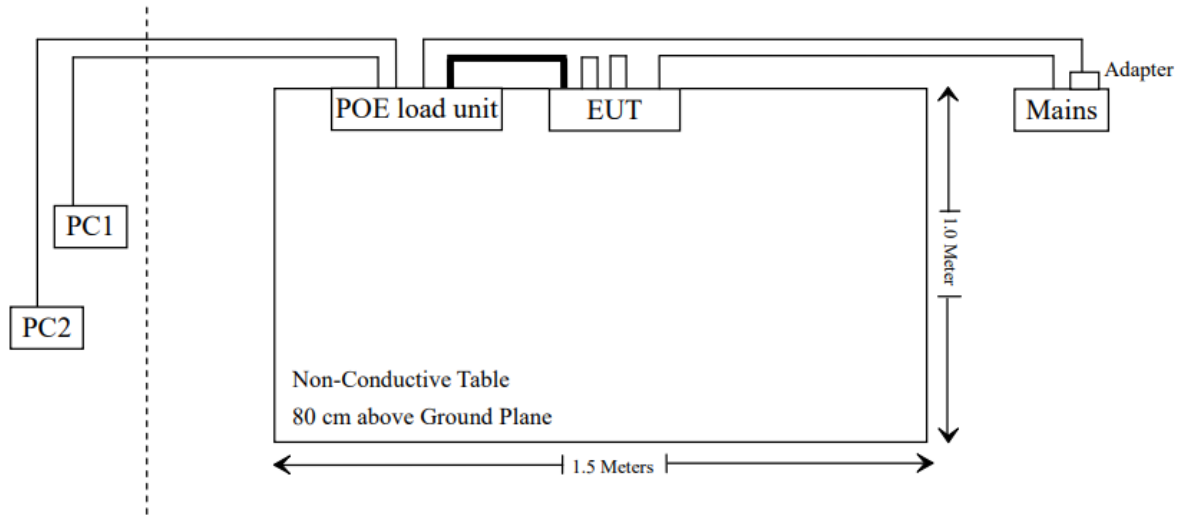 Adapter
POE load unit
EUT
Mains
PC1
1.0 Meter
PC2
Non-Conductive Table
80 cm above Ground Plane
1.5 Meters